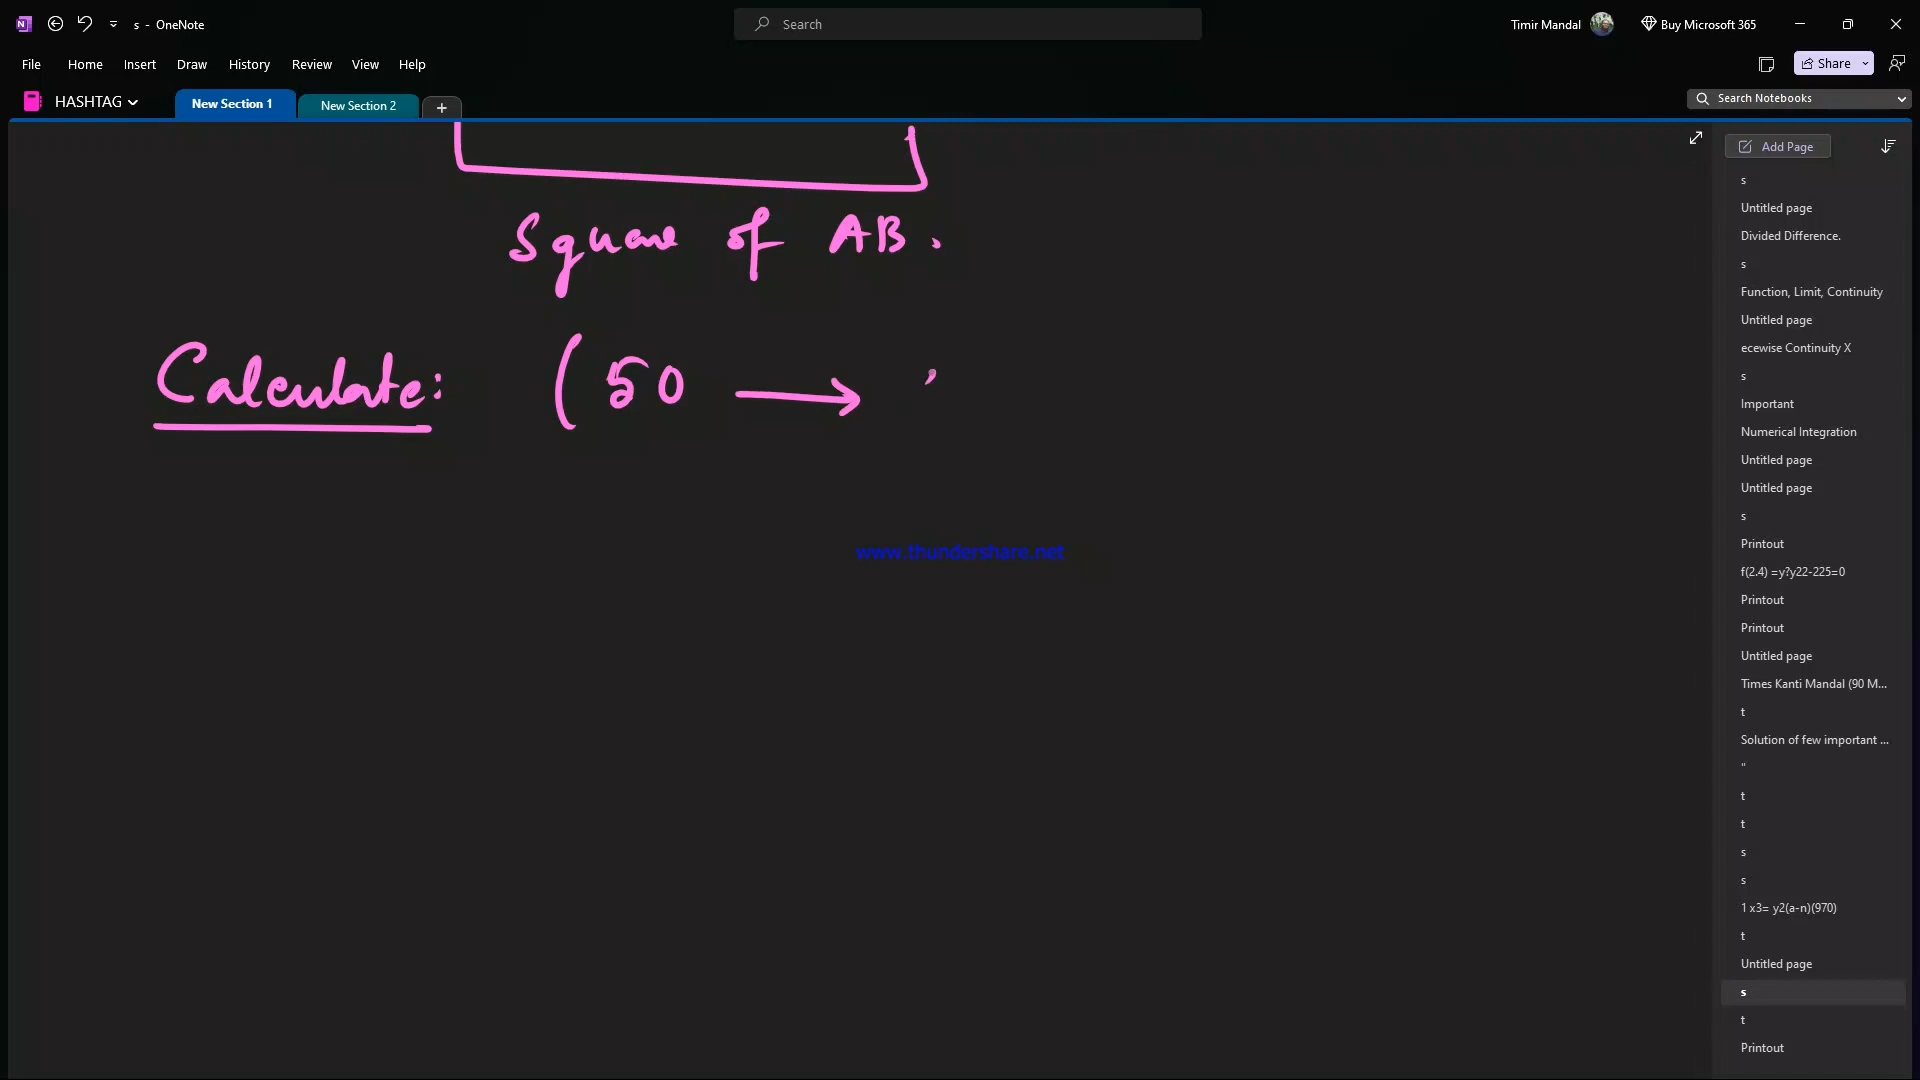 s - OneNote
Search
Timir Mandal
Buy Microsoft 365
File Home Insert Draw History Review View Help
Share
HASHTAG
New Section 1
New Section 2
+
Search Notebooks
Add Page
Square of AB.
Calculate: (50 →
www.thundershare.net
s
Untitled page
Divided Difference.
s
Function, Limit, Continuity
Untitled page
ecewise Continuity X
s
Important
Numerical Integration
Untitled page
Untitled page
s
Printout
f(2.4) =y?y22-225=0
Printout
Printout
Untitled page
Times Kanti Mandal (90 M...
t
Solution of few important ...
"
t
t
s
s
1 x3= y2(a-n)(970)
t
Untitled page
s
t
Printout